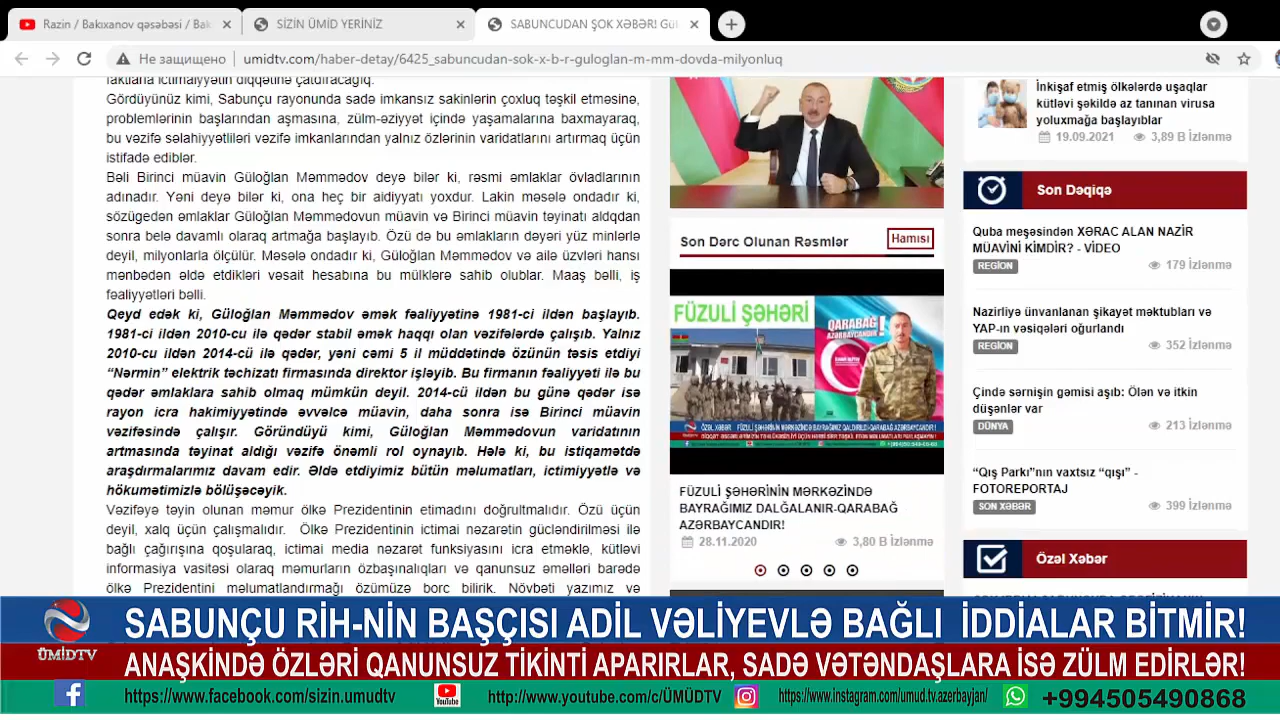 Razin / Bakıxanov qəsəbəsi / Bak
SİZİN ÜMİD YERİNİZ
SABUNCUDAN ŞOK XƏBƏR! Gül
Не защищено
umidtv.com/haber-detay/6425_sabuncudan-sok-x-b-r-guloglan-m-mm-dovda-milyonluq
faktlarla ictimaiyyətin diqqətinə çatdıracağıq.
Gördüyünüz kimi, Sabunçu rayonunda sadə imkansız sakinlərin çoxluq təşkil etməsinə,
problemlərinin başlarından aşmasına, zülm-əziyyət içində yaşamalarına baxmayaraq,
bu vəzifə səlahiyyətliləri vəzifə imkanlarından yalnız özlərinin varidatlarını artırmaq üçün
istifadə ediblər.
Bəli Birinci müavin Güloğlan Məmmədov deyə bilər ki, rəsmi əmlaklar övladlarının
adınadır. Yəni deyə bilər ki, ona heç bir aidiyyatı yoxdur. Lakin məsələ ondadır ki,
sözügedən əmlaklar Güloğlan Məmmədovun müavin və Birinci müavin təyinatı aldqdan
sonra belə davamlı olaraq artmağa başlayıb. Özü də bu əmlakların dəyəri yüz minlərlə
deyil, milyonlarla ölçülür. Məsələ ondadır ki, Güloğlan Məmmədov və ailə üzvləri hansı
mənbədən əldə etdikləri vətait hesabına bu mülklərə sahib olublar. Maaş bəlli, iş
fəaliyyətləri bəlli.
Qeyd edək ki, Güloğlan Məmmədov əmək fəaliyyətinə 1981-ci ildən başlayıb.
1981-ci ildən 2010-cu ilə qədər stabil əmək haqqı olan vəzifələrdə çalışıb. Yalnız
2010-cu ildən 2014-cü ilə qədər, yəni cəmi 5 il müddətində özünün təsis etdiyi
“Nərmin” elektrik təchizatı firmasında direktor işləyib. Bu firmanın fəaliyyəti ilə bu
qədər əmlaklara sahib olmaq mümkün deyil. 2014-cü ildən bu günə qədər isə
rayon icra hakimiyyətində əvvəlcə müavin, daha sonra isə Birinci müavin
vəzifəsində çalışır. Göründüyü kimi, Güloğlan Məmmədovun varidatının
artmasında təyinat aldığı vəzifə önəmli rol oynayıb. Hələ ki, bu istiqamətdə
araşdırmalarımız davam edir. Əldə etdiyimiz bütün məlumatları, ictimiyyətlə və
hökumətimizlə bölüşəcəyik.
Vəzifəyə təyin olunan məmur ölkə Prezidentinin etimadını doğrultmalıdır. Özü üçün
deyil, xalq üçün çalışmalıdır. Ölkə Prezidentinin ictimai nəzarətin gücləndirilməsi ilə
bağlı çağırışına qoşularaq, ictimai media nəzarət funksiyasını icra etməklə, kütləvi
informasiya vasitəsi olaraq məmurların özbaşınalıqları və qanunsuz əməlləri barədə
ölkə Prezidentini məlumatlandırmağı özümüzə borc bilirik. Növbəti yazımız və
Son Dərc Olunan Rəsmlər
Hamısı
FÜZULİ ŞƏHƏRİ
QARABAĞ !
AZƏRBAYCANDIR
FÜZULİ ŞƏHƏRİNİN MƏRKƏZİNDƏ
BAYRAĞIMIZ DALĞALANIR-QARABAĞ
AZƏRBAYCANDIR!
28.11.2020
3,80 B İzlənmə
İnkişaf etmiş ölkələrdə uşaqlar
kütləvi şəkildə az tanınan virusa
yoluxmağa başlayıblar
19.09.2021
3,89 B İzlənmə
Son Dəqiqə
Quba meşəsindən XƏRAC ALAN NAZİR
MÜAVİNİ KİMDİR? - VİDEO
REGİON
179 İzlənmə
Nazirliyə ünvanlanan şikayət məktubları və
YAP-ın vəsiqələri oğurlandı
REGİON
352 İzlənmə
Çində sərnişin gəmisi aşıb: Ölən və itkin
düşənlər var
DÜNYA
213 İzlənmə
“Qış Parkı”nın vaxtsız “qışı” -
FOTOREPORTAJ
SON XƏBƏR
399 İzlənmə
Özəl Xəbər
ÜMİDTV
SABUNÇU RİH-NİN BAŞÇISI ADİL VƏLİYEVLƏ BAĞLI İDDİALAR BİTMİR!
ANAŞKİNDƏ ÖZLƏRİ QANUNSUZ TİKİNTİ APARIRLAR, SADƏ VƏTƏNDAŞLARA İSƏ ZÜLM EDİRLƏR!
https://www.facebook.com/sizin.umudtv
YouTube
http://www.youtube.com/c/ÜMÜDTV
https://www.instagram.com/umud.tv.azerbayjan/
+994505490868